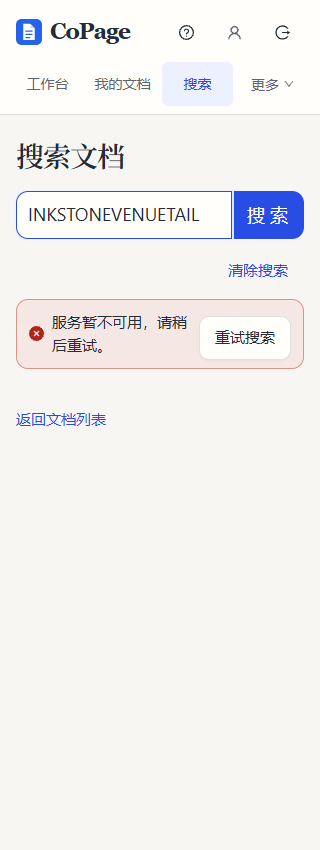 CoPage
工作台 我的文档 搜索 更多
搜索文档
INKSTONEVENUETAIL 搜索
清除搜索
服务暂不可用，请稍
后重试。
重试搜索
返回文档列表